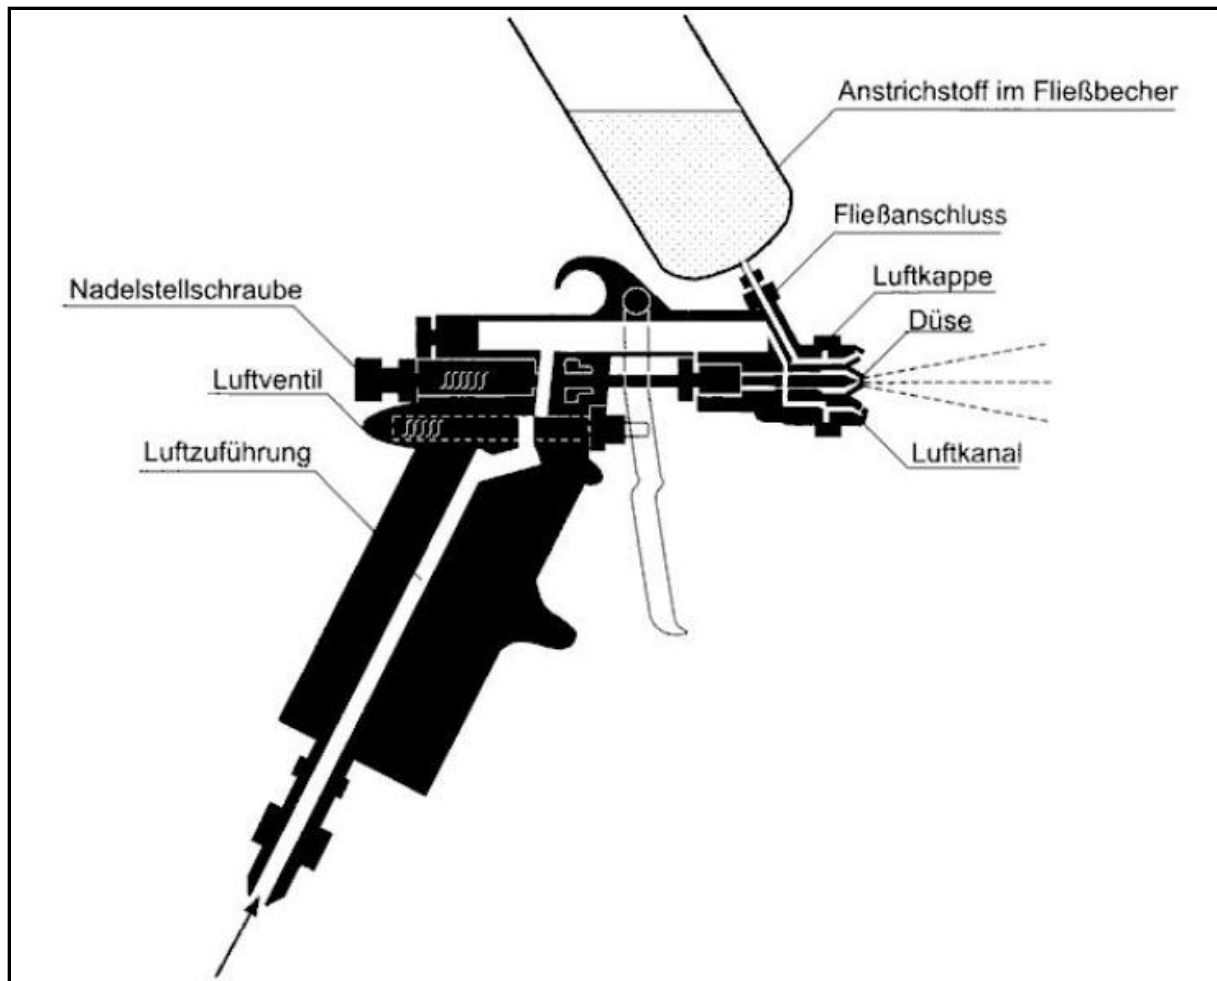 Anstrichstoff im Fließbecher
Fließanschluss
Luftkappe
Nadelstellschraube
Düse
Luftventil
Luftzuführung
Luftkanal